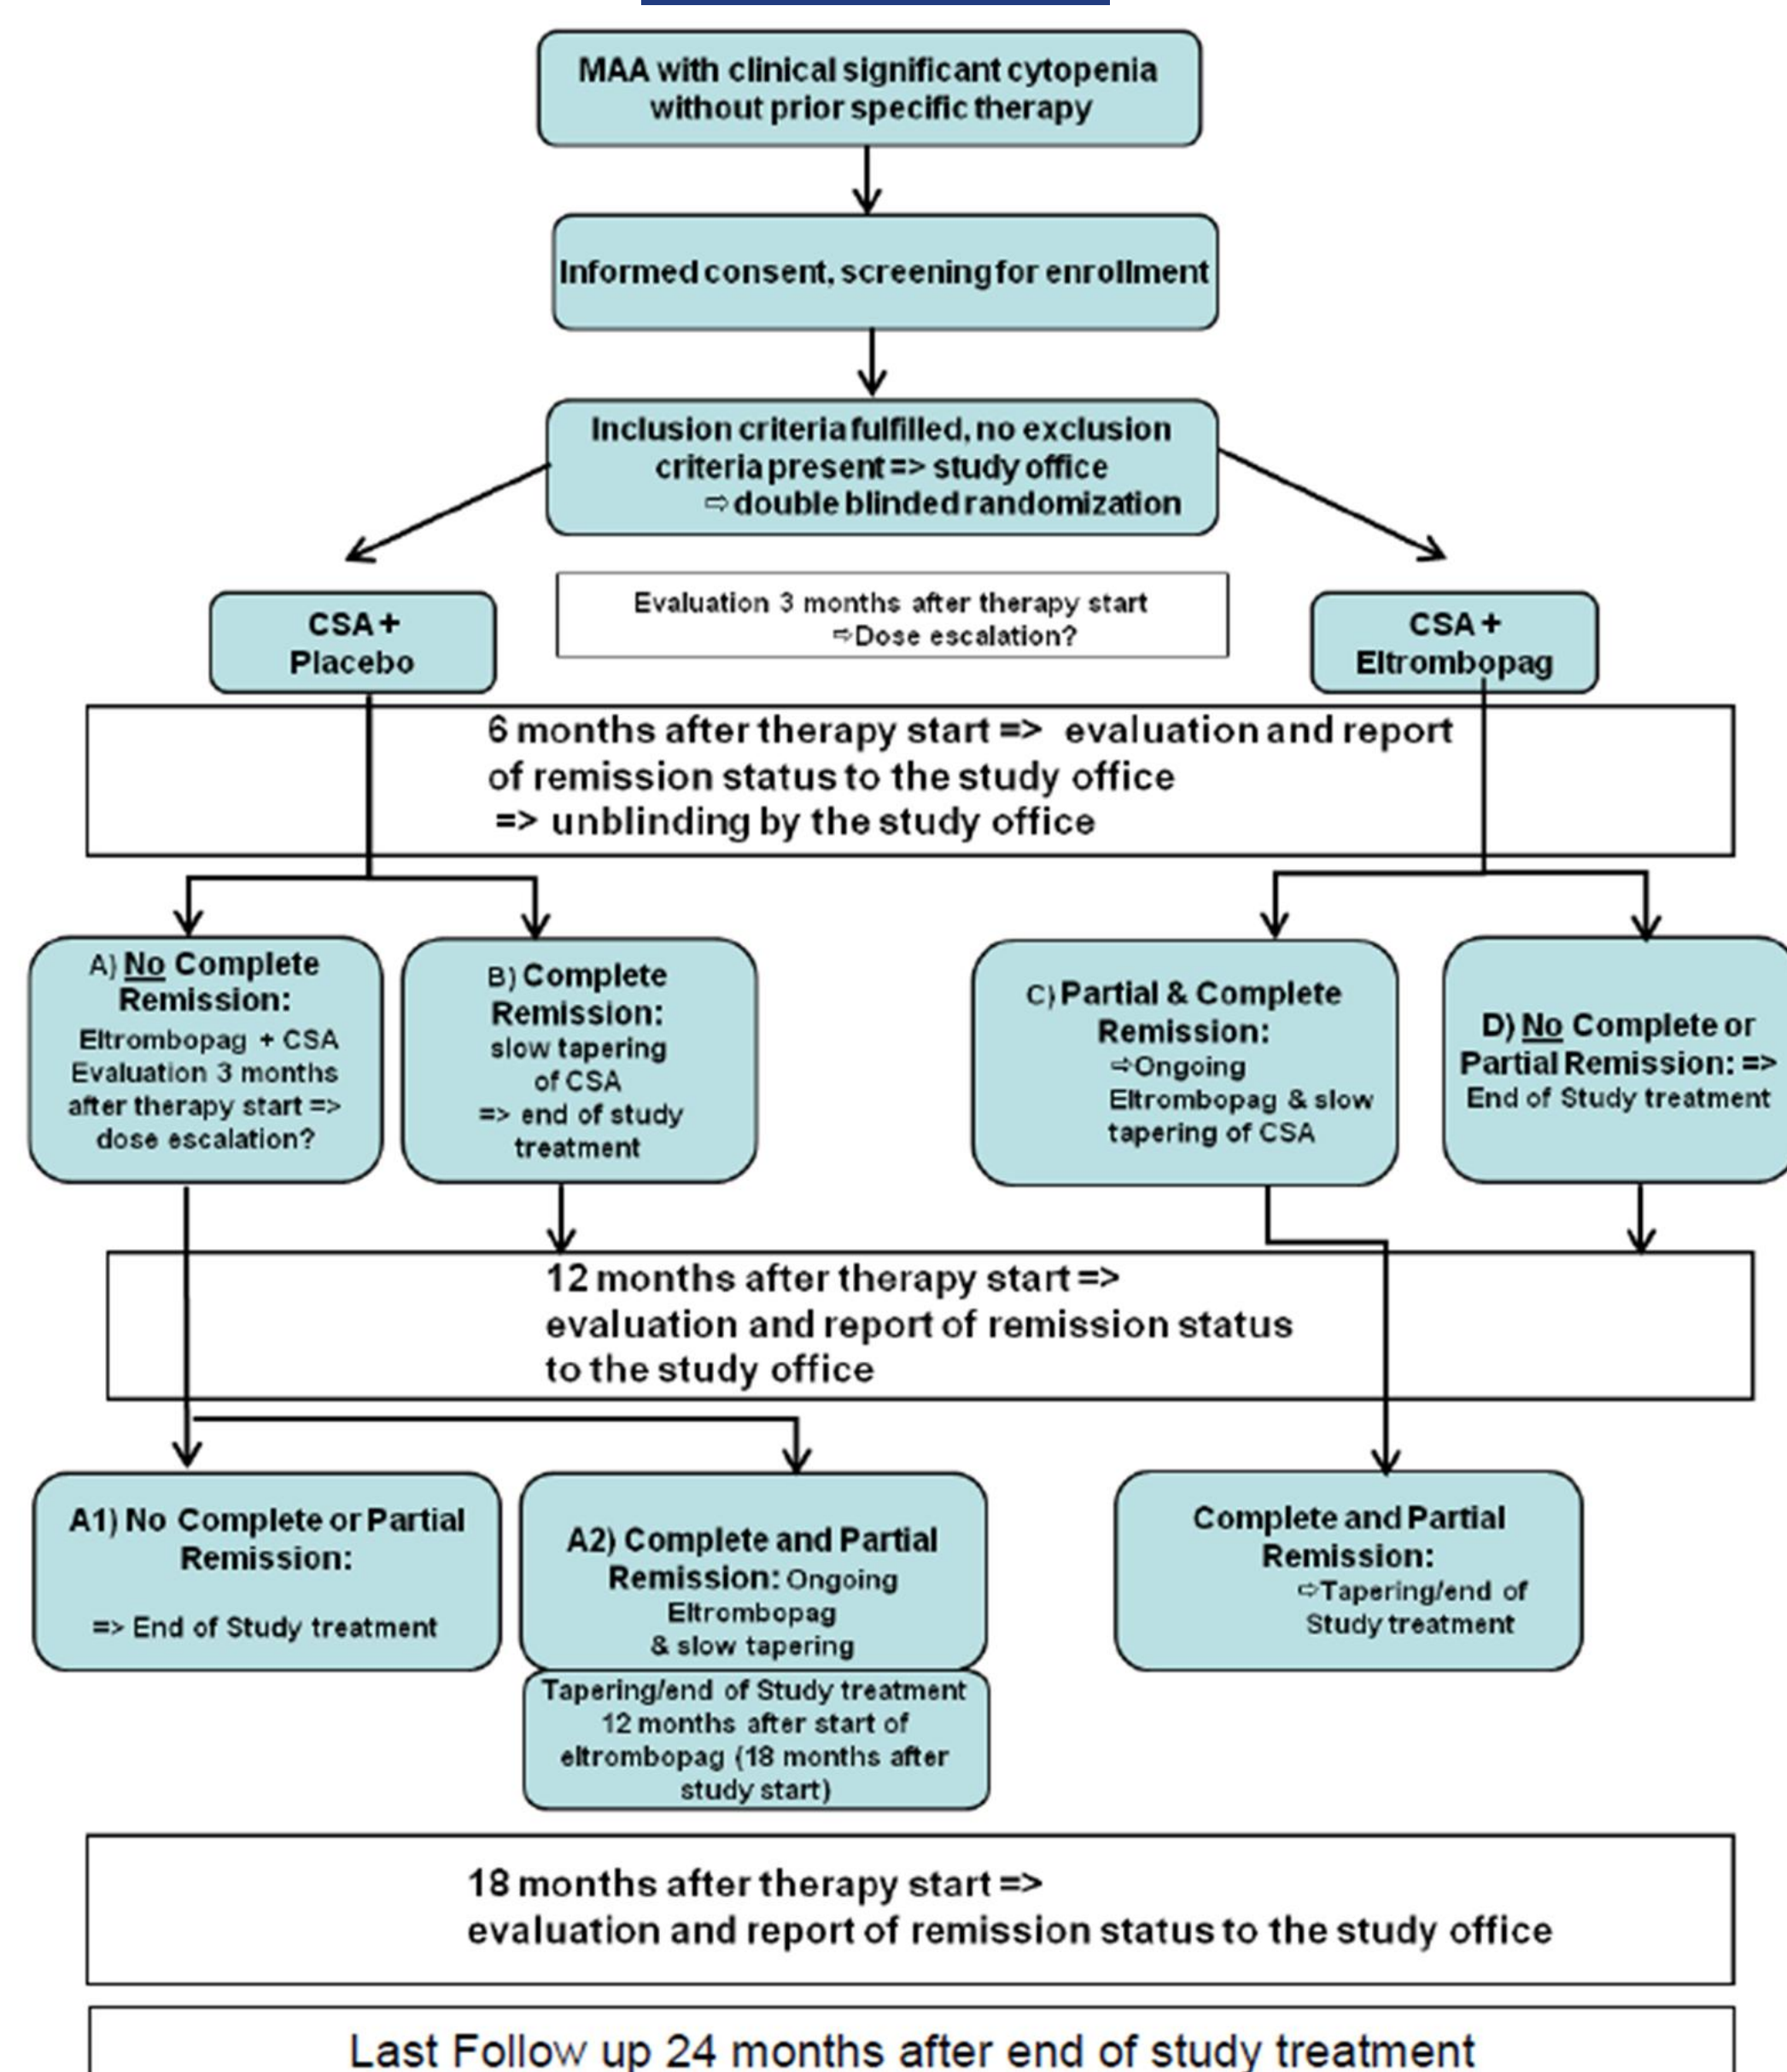 MAA with clinical significant cytopenia
without prior specific therapy
Informed consent, screening for enrollment
Inclusion criteria fulfilled, no exclusion
criteria present => study office
⇨ double blinded randomization
CSA +
Placebo
Evaluation 3 months after therapy start
⇨Dose escalation?
CSA +
Eltrombopag
6 months after therapy start => evaluation and report
of remission status to the study office
=> unblinding by the study office
A) No Complete
Remission:
Eltrombopag + CSA
Evaluation 3 months
after therapy start =>
dose escalation?
B) Complete
Remission:
slow tapering
of CSA
=> end of study
treatment
C) Partial & Complete
Remission:
⇨Ongoing
Eltrombopag & slow
tapering of CSA
D) No Complete or
Partial Remission: =>
End of Study treatment
12 months after therapy start =>
evaluation and report of remission status
to the study office
A1) No Complete or Partial
Remission:
=> End of Study treatment
A2) Complete and Partial
Remission: Ongoing
Eltrombopag
& slow tapering
Tapering/end of Study treatment
12 months after start of
eltrombopag (18 months after
study start)
Complete and Partial
Remission:
⇨Tapering/end of
Study treatment
18 months after therapy start =>
evaluation and report of remission status to the study office
Last Follow up 24 months after end of study treatment